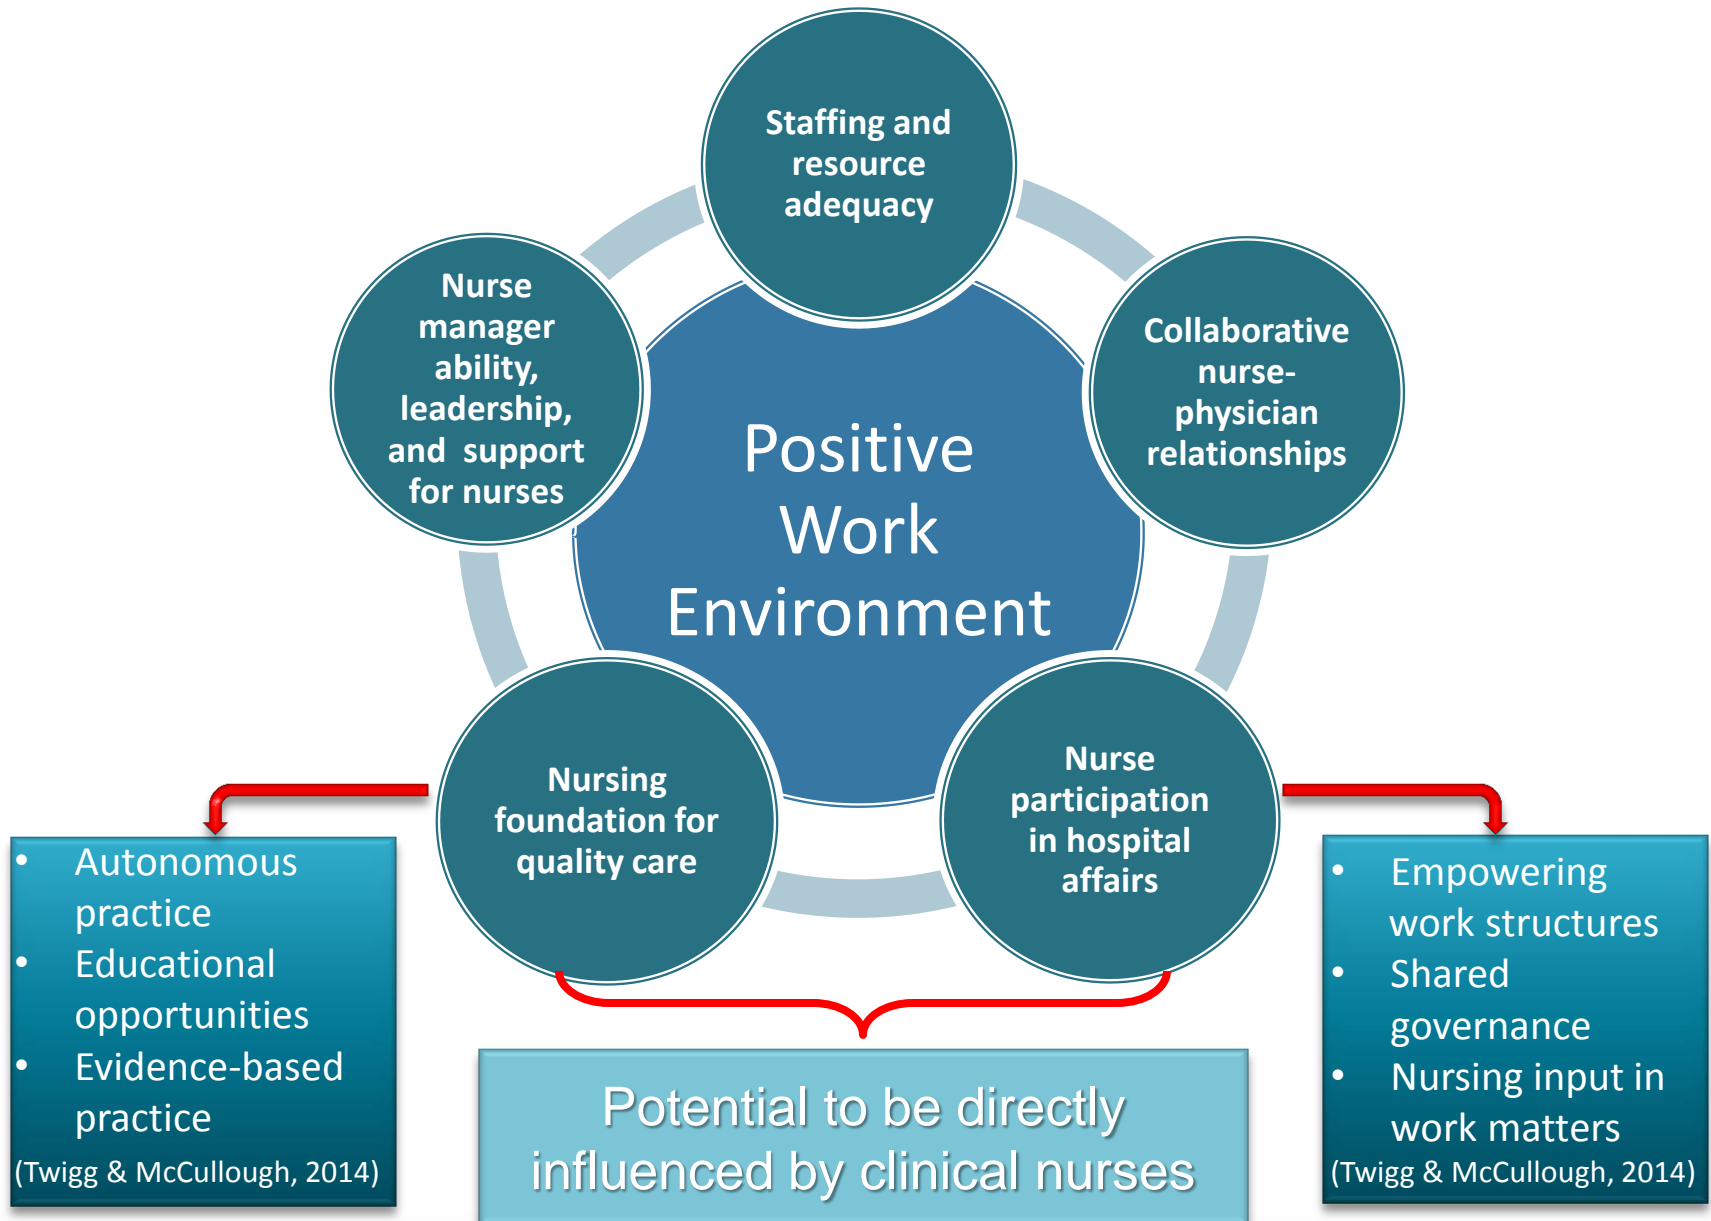 Staffing and
resource
adequacy
Nurse
manager
ability,
leadership,
and support
for nurses
Collaborative
nurse-
physician
relationships
Positive
Work
Environment
Nursing
foundation for
quality care
Nurse
participation
in hospital
affairs
• Autonomous
practice
• Educational
opportunities
• Evidence-based
practice
(Twigg & McCullough, 2014)
• Empowering
work structures
• Shared
governance
• Nursing input in
work matters
(Twigg & McCullough, 2014)
Potential to be directly
influenced by clinical nurses